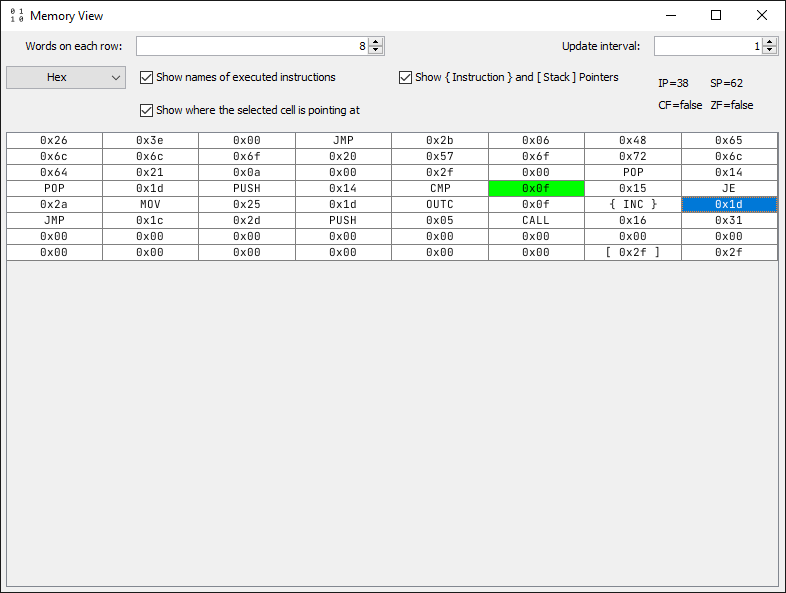 0 1
1 0 Memory View
Words on each row: 8 Update interval: 1
Hex Show names of executed instructions Show { Instruction } and [ Stack ] Pointers IP=38 SP=62
Show where the selected cell is pointing at CF=false ZF=false
0x26 0x3e 0x00 JMP 0x2b 0x06 0x48 0x65
0x6c 0x6c 0x6f 0x20 0x57 0x6f 0x72 0x6c
0x64 0x21 0x0a 0x00 0x2f 0x00 POP 0x14
POP 0x1d PUSH 0x14 CMP 0x0f 0x15 JE
0x2a MOV 0x25 0x1d OUTC 0x0f { INC } 0x1d
JMP 0x1c 0x2d PUSH 0x05 CALL 0x16 0x31
0x00 0x00 0x00 0x00 0x00 0x00 0x00 0x00
0x00 0x00 0x00 0x00 0x00 0x00 [ 0x2f ] 0x2f